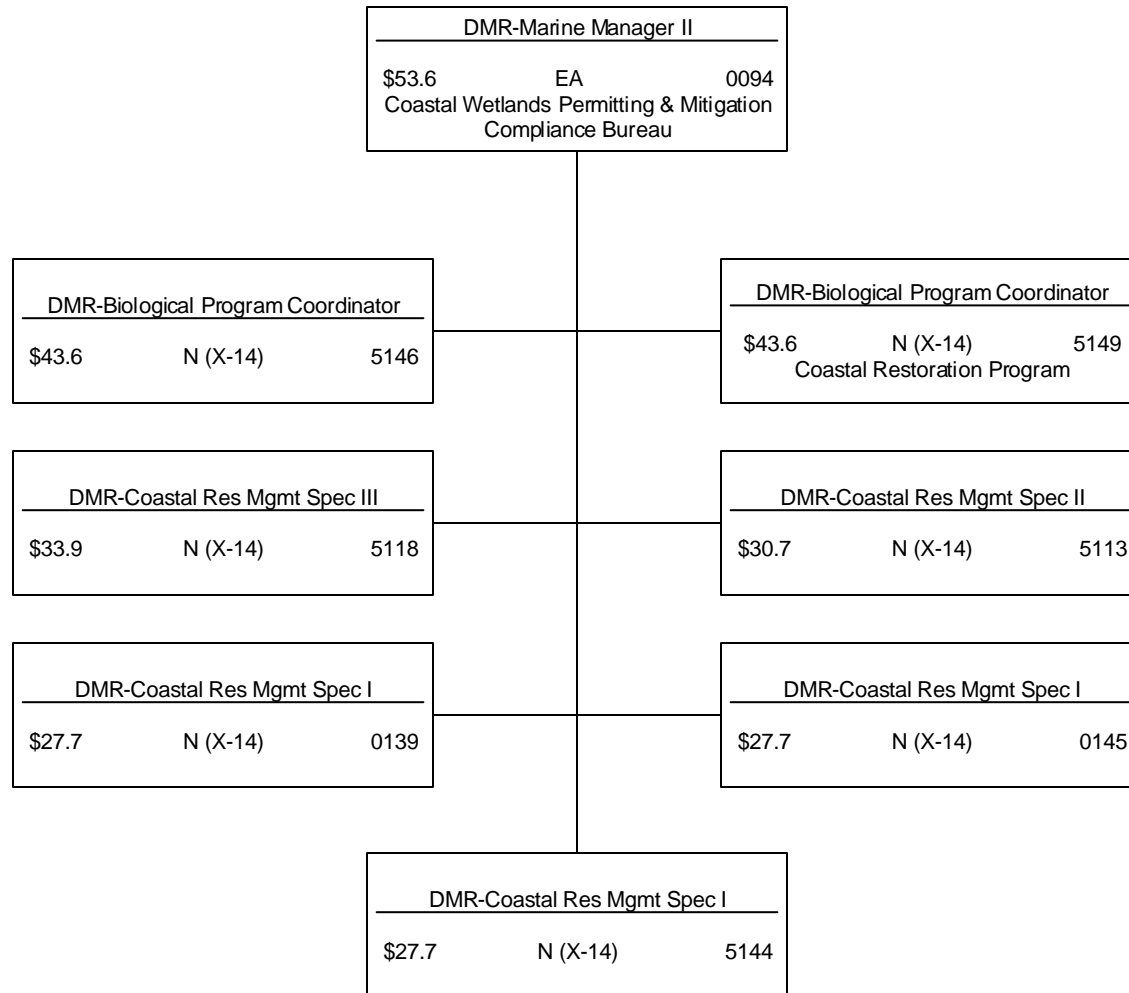 DMR-Marine Manager II
$53.6 EA 0094
Coastal Wetlands Permitting & Mitigation
Compliance Bureau
DMR-Biological Program Coordinator
$43.6 N (X-14) 5146
DMR-Biological Program Coordinator
$43.6 N (X-14) 5149
Coastal Restoration Program
DMR-Coastal Res Mgmt Spec III
$33.9 N (X-14) 5118
DMR-Coastal Res Mgmt Spec II
$30.7 N (X-14) 5113
DMR-Coastal Res Mgmt Spec I
$27.7 N (X-14) 0139
DMR-Coastal Res Mgmt Spec I
$27.7 N (X-14) 0145
DMR-Coastal Res Mgmt Spec I
$27.7 N (X-14) 5144